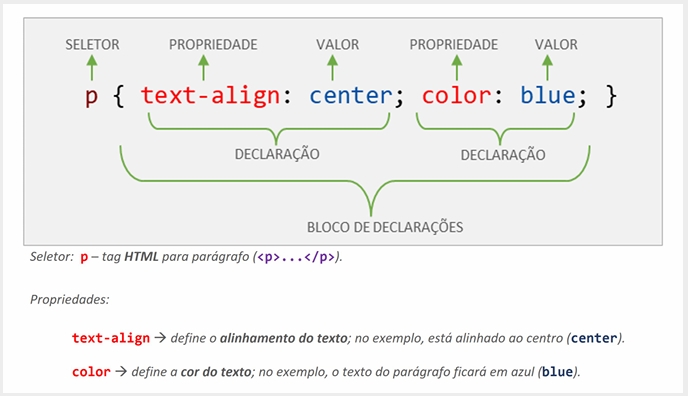 SELETOR PROPRIEDADE VALOR PROPRIEDADE VALOR
p { text-align: center; color: blue; }
DECLARAÇÃO DECLARAÇÃO
BLOCO DE DECLARAÇÕES
Seletor: p – tag HTML para parágrafo (<p>...</p>).
Propriedades:
text-align → define o alinhamento do texto; no exemplo, está alinhado ao centro (center).
color → define a cor do texto; no exemplo, o texto do parágrafo ficará em azul (blue).